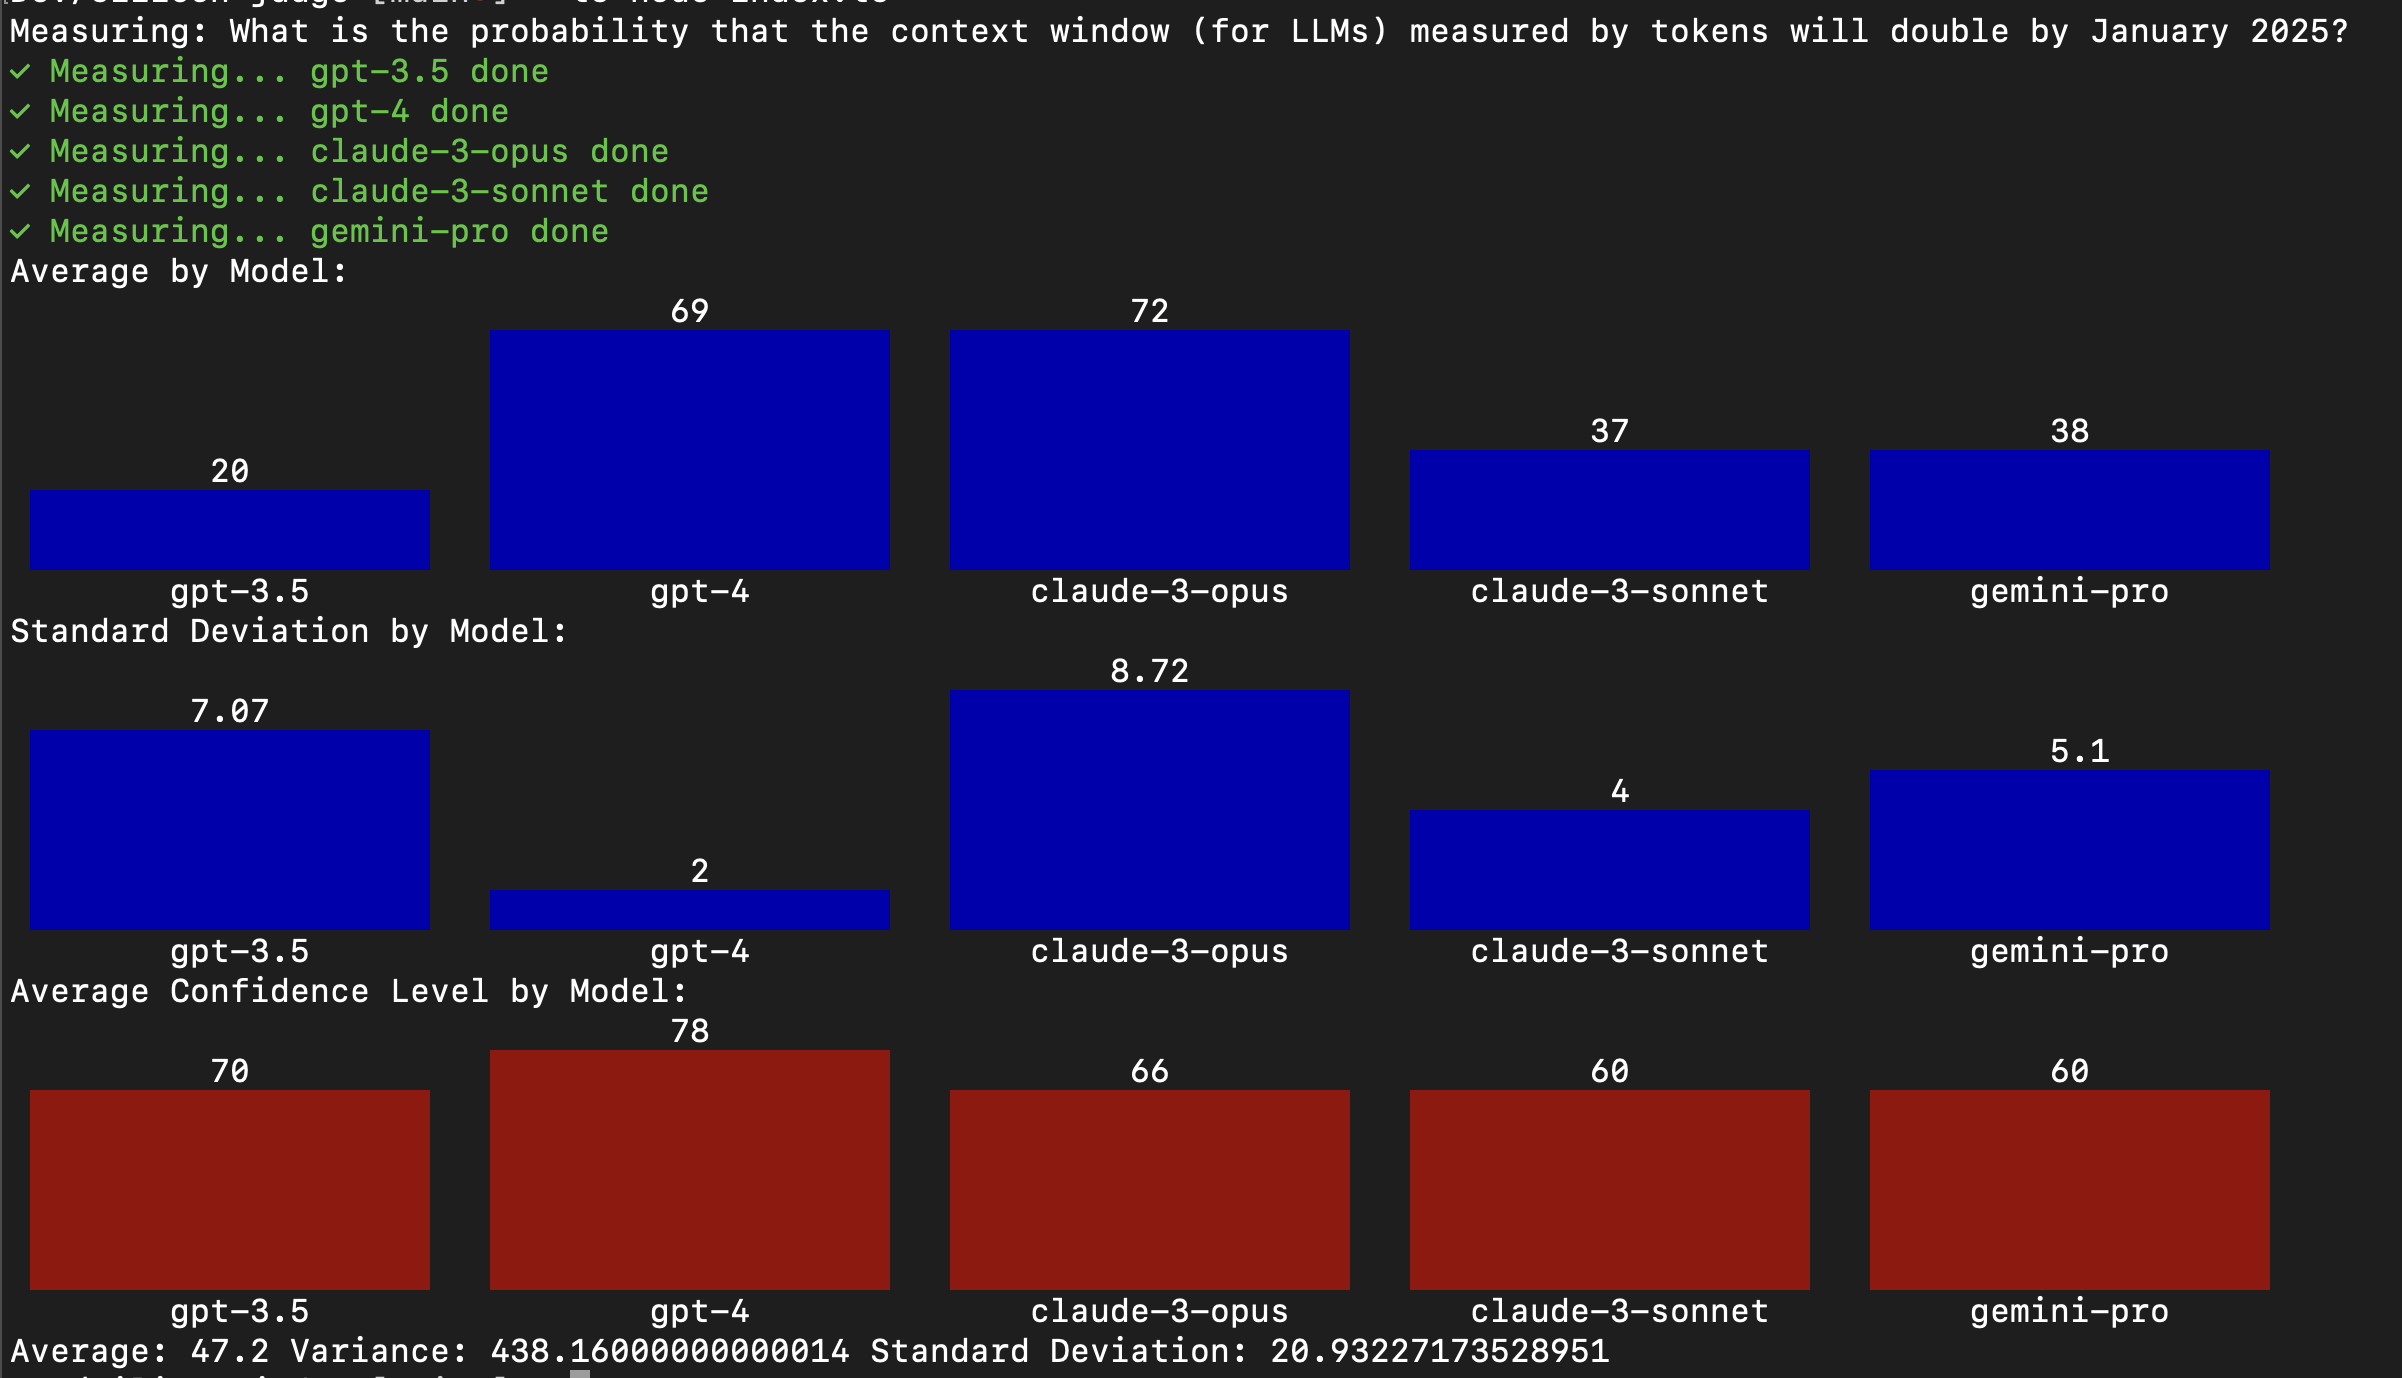 Measuring: What is the probability that the context window (for LLMs) measured by tokens will double by January 2025?
✓ Measuring... gpt-3.5 done
✓ Measuring... gpt-4 done
✓ Measuring... claude-3-opus done
✓ Measuring... claude-3-sonnet done
✓ Measuring... gemini-pro done
Average by Model:
20 69 72 37 38
gpt-3.5 gpt-4 claude-3-opus claude-3-sonnet gemini-pro
Standard Deviation by Model:
7.07 2 8.72 4 5.1
gpt-3.5 gpt-4 claude-3-opus claude-3-sonnet gemini-pro
Average Confidence Level by Model:
70 78 66 60 60
gpt-3.5 gpt-4 claude-3-opus claude-3-sonnet gemini-pro
Average: 47.2 Variance: 438.16000000000014 Standard Deviation: 20.93227173528951